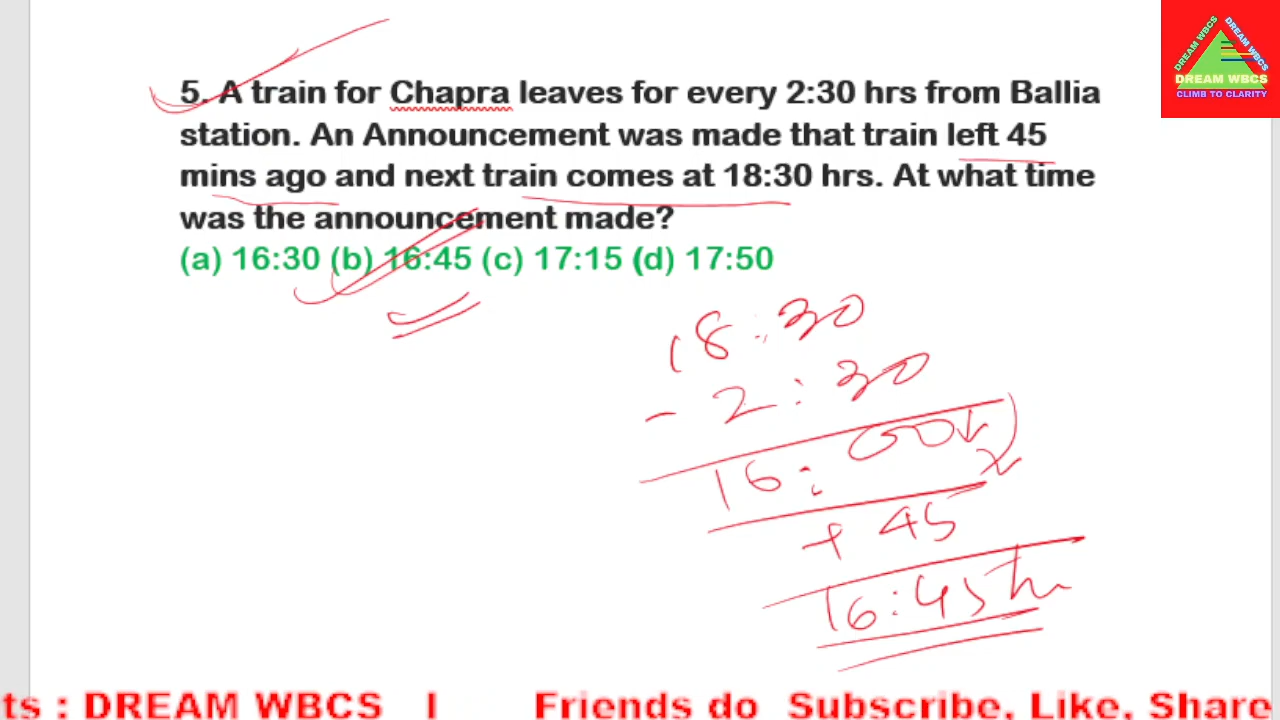 DREAM WBCS
DREAM WBCS
DREAM WBCS
CLIMB TO CLARITY
5. A train for Chapra leaves for every 2:30 hrs from Ballia
station. An Announcement was made that train left 45
mins ago and next train comes at 18:30 hrs. At what time
was the announcement made?
(a) 16:30 (b) 16:45 (c) 17:15 (d) 17:50
18:30
- 2:30
16:00
+ 45
16:45
ts : DREAM WBCS I Friends do Subscribe, Like, Share